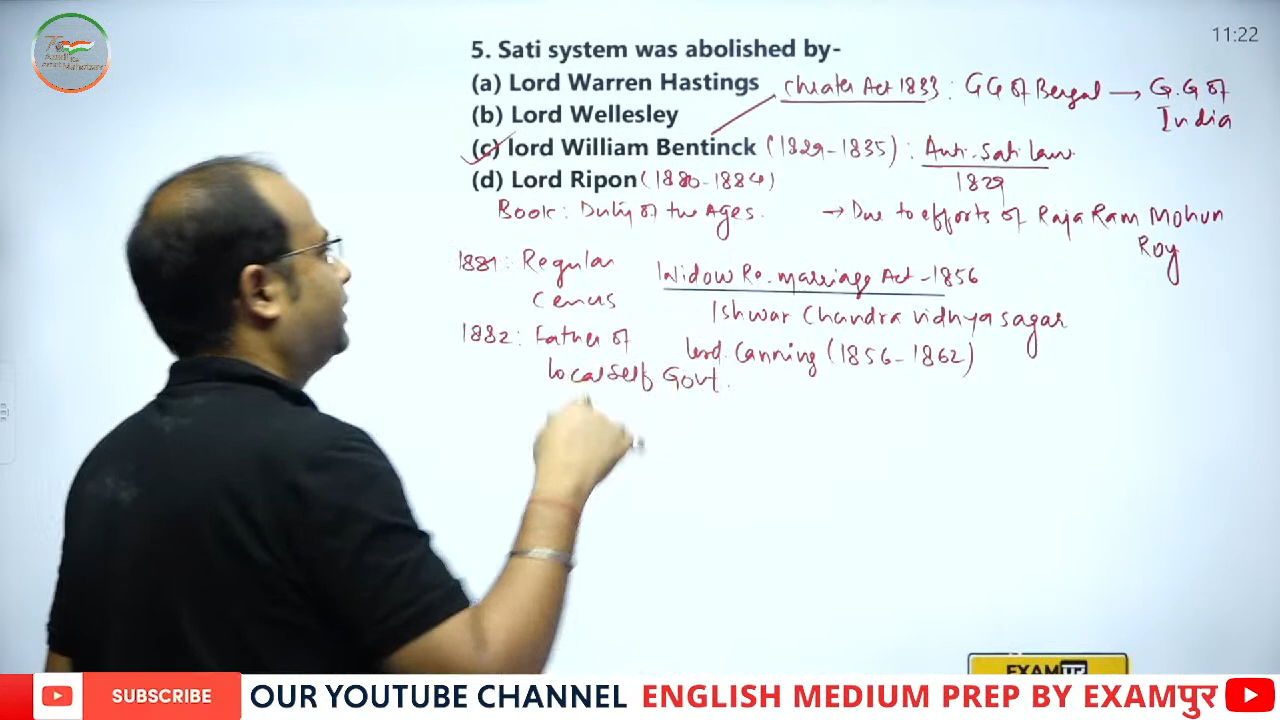 11:22
5. Sati system was abolished by-
(a) Lord Warren Hastings
Chrater Act 1833 : GG of Bengal → G.G of India
(b) Lord Wellesley
(c) lord William Bentinck (1829-1835) : Anti-Sati law
1829
(d) Lord Ripon (1880-1884)
Book: Duty of the Ages.
→ Due to efforts of Raja Ram Mohun Roy
1881: Regular Cenus
Widow Re-marriage Act - 1856
Ishwar Chandra vidhyasagar
1882: Father of local Self Govt.
lord Canning (1856-1862)
EXAMपुर
SUBSCRIBE
OUR YOUTUBE CHANNEL ENGLISH MEDIUM PREP BY EXAMपुर